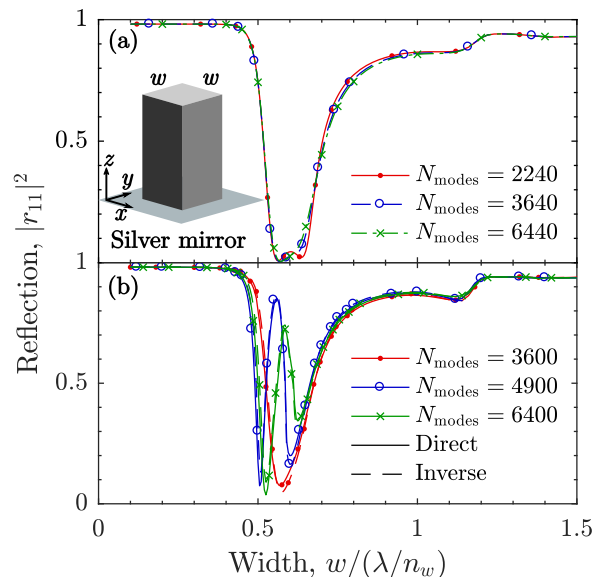 1
(a)
w w
0.5
z
y
x
Silver mirror
N_modes = 2240
N_modes = 3640
N_modes = 6440
Reflection, |r_11|^2
1
(b)
0.5
N_modes = 3600
N_modes = 4900
N_modes = 6400
Direct
Inverse
0
0 0.5 1 1.5
Width, w/(λ/n_w)